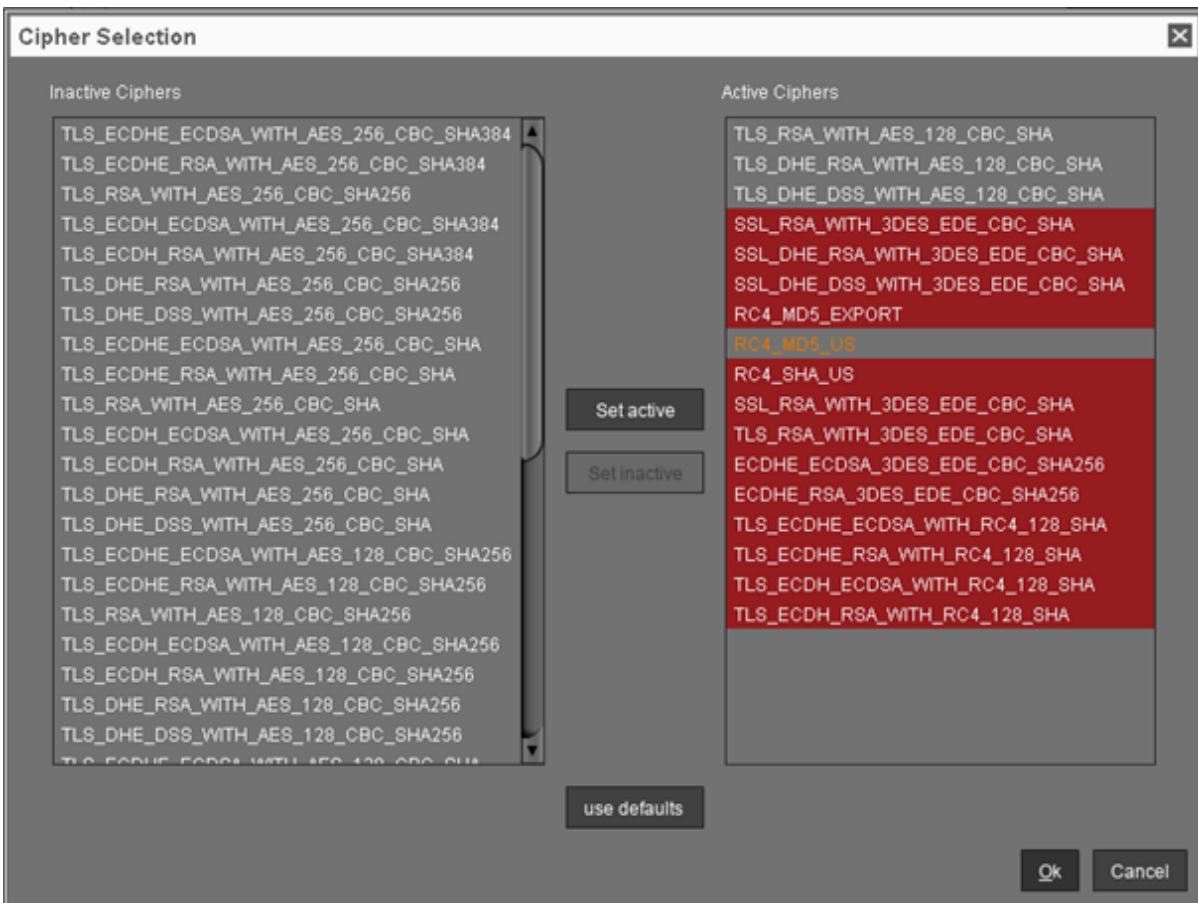 Cipher Selection
Inactive Ciphers
TLS_ECDHE_ECDSA_WITH_AES_256_CBC_SHA384
TLS_ECDHE_RSA_WITH_AES_256_CBC_SHA384
TLS_RSA_WITH_AES_256_CBC_SHA256
TLS_ECDH_ECDSA_WITH_AES_256_CBC_SHA384
TLS_ECDH_RSA_WITH_AES_256_CBC_SHA384
TLS_DHE_RSA_WITH_AES_256_CBC_SHA256
TLS_DHE_DSS_WITH_AES_256_CBC_SHA256
TLS_ECDHE_ECDSA_WITH_AES_256_CBC_SHA
TLS_ECDHE_RSA_WITH_AES_256_CBC_SHA
TLS_RSA_WITH_AES_256_CBC_SHA
TLS_ECDH_ECDSA_WITH_AES_256_CBC_SHA
TLS_ECDH_RSA_WITH_AES_256_CBC_SHA
TLS_DHE_RSA_WITH_AES_256_CBC_SHA
TLS_DHE_DSS_WITH_AES_256_CBC_SHA
TLS_ECDHE_ECDSA_WITH_AES_128_CBC_SHA256
TLS_ECDHE_RSA_WITH_AES_128_CBC_SHA256
TLS_RSA_WITH_AES_128_CBC_SHA256
TLS_ECDH_ECDSA_WITH_AES_128_CBC_SHA256
TLS_ECDH_RSA_WITH_AES_128_CBC_SHA256
TLS_DHE_RSA_WITH_AES_128_CBC_SHA256
TLS_DHE_DSS_WITH_AES_128_CBC_SHA256
TLS_ECDHE_ECDSA_WITH_AES_128_CBC_SHA
Set active
Set inactive
use defaults
Active Ciphers
TLS_RSA_WITH_AES_128_CBC_SHA
TLS_DHE_RSA_WITH_AES_128_CBC_SHA
TLS_DHE_DSS_WITH_AES_128_CBC_SHA
SSL_RSA_WITH_3DES_EDE_CBC_SHA
SSL_DHE_RSA_WITH_3DES_EDE_CBC_SHA
SSL_DHE_DSS_WITH_3DES_EDE_CBC_SHA
RC4_MD5_EXPORT
RC4_MD5_US
RC4_SHA_US
SSL_RSA_WITH_3DES_EDE_CBC_SHA
TLS_RSA_WITH_3DES_EDE_CBC_SHA
ECDHE_ECDSA_3DES_EDE_CBC_SHA256
ECDHE_RSA_3DES_EDE_CBC_SHA256
TLS_ECDHE_ECDSA_WITH_RC4_128_SHA
TLS_ECDHE_RSA_WITH_RC4_128_SHA
TLS_ECDH_ECDSA_WITH_RC4_128_SHA
TLS_ECDH_RSA_WITH_RC4_128_SHA
Ok
Cancel